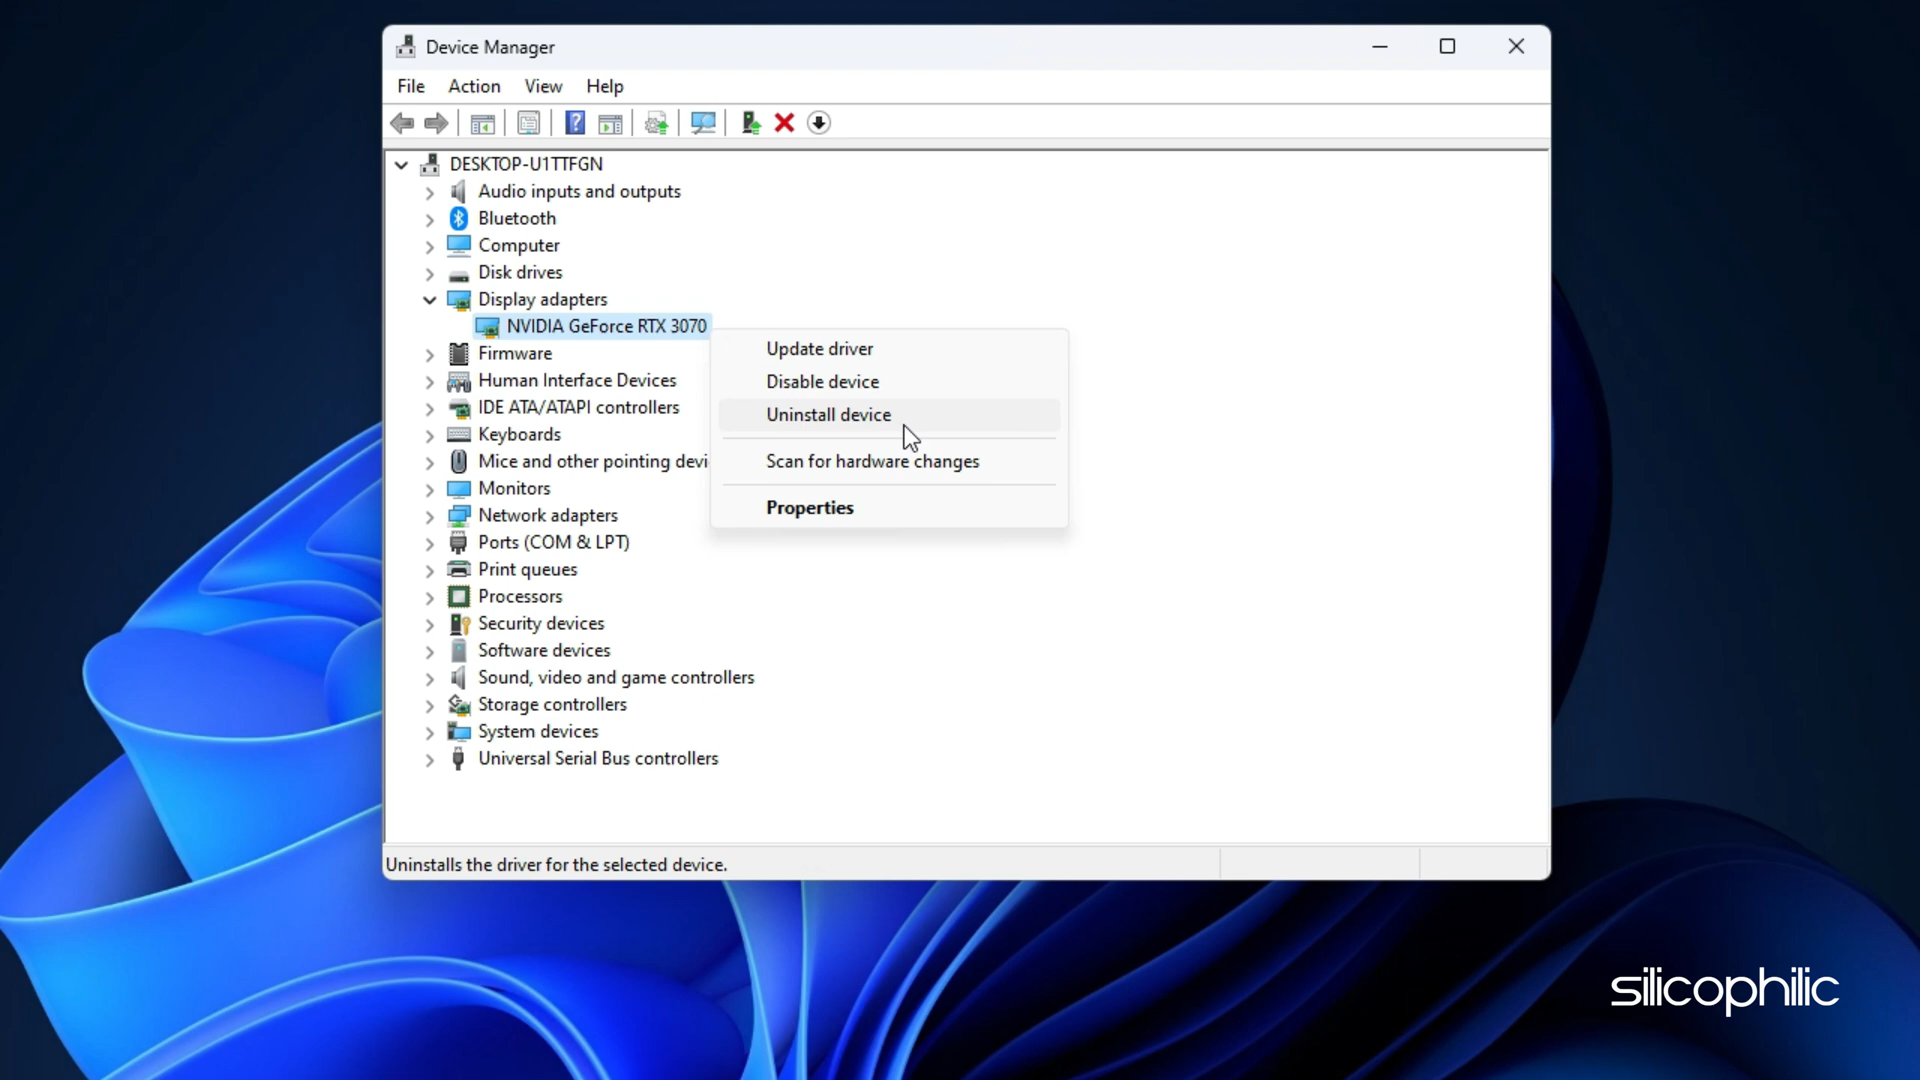 Device Manager
File Action View Help
DESKTOP-U1TTFGN
Audio inputs and outputs
Bluetooth
Computer
Disk drives
Display adapters
NVIDIA GeForce RTX 3070
Firmware
Human Interface Devices
IDE ATA/ATAPI controllers
Keyboards
Mice and other pointing devi
Monitors
Network adapters
Ports (COM & LPT)
Print queues
Processors
Security devices
Software devices
Sound, video and game controllers
Storage controllers
System devices
Universal Serial Bus controllers
Update driver
Disable device
Uninstall device
Scan for hardware changes
Properties
Uninstalls the driver for the selected device.
silicophilic